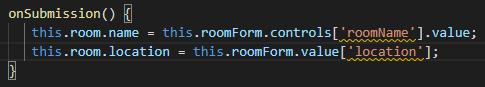 onSubmission() {
this.room.name = this.roomForm.controls['roomName'].value;
this.room.location = this.roomForm.value['location'];
}